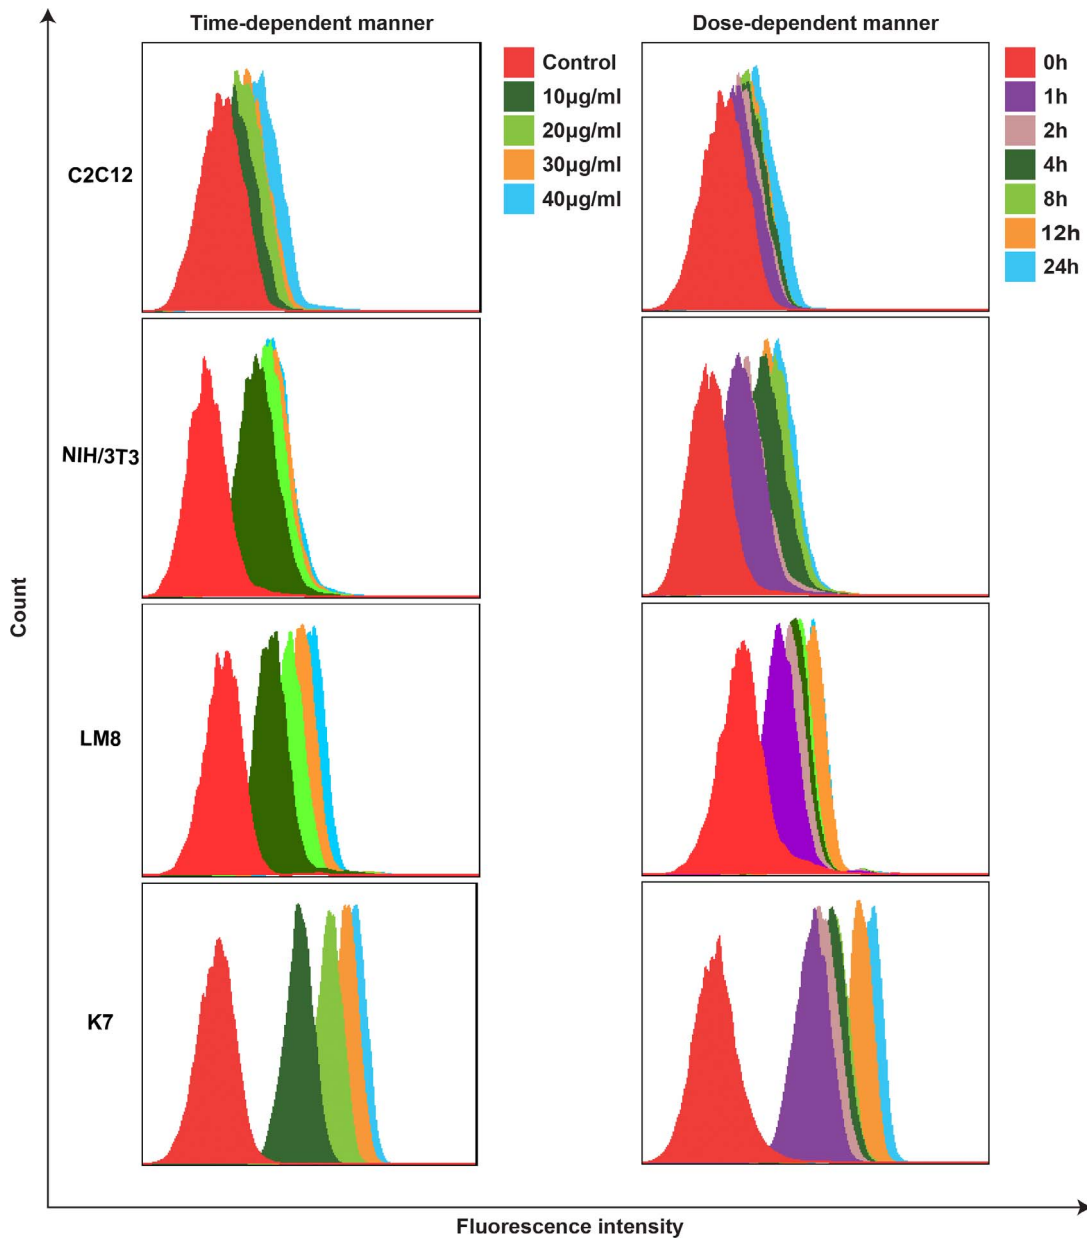 Time-dependent manner
Dose-dependent manner
Control
10µg/ml
20µg/ml
30µg/ml
40µg/ml
0h
1h
2h
4h
8h
12h
24h
C2C12
NIH/3T3
LM8
K7
Count
Fluorescence intensity